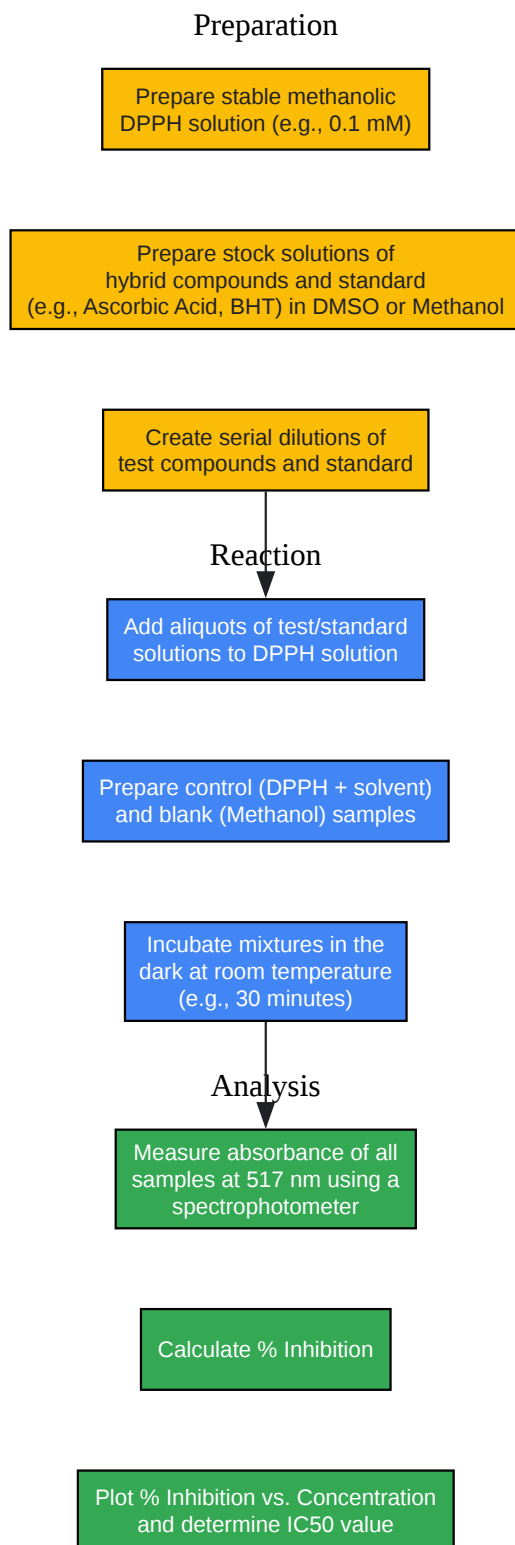 Preparation
Prepare stable methanolic
DPPH solution (e.g., 0.1 mM)
Prepare stock solutions of
hybrid compounds and standard
(e.g., Ascorbic Acid, BHT) in DMSO or Methanol
Create serial dilutions of
test compounds and standard
Reaction
Add aliquots of test/standard
solutions to DPPH solution
Prepare control (DPPH + solvent)
and blank (Methanol) samples
Incubate mixtures in the
dark at room temperature
(e.g., 30 minutes)
Analysis
Measure absorbance of all
samples at 517 nm using a
spectrophotometer
Calculate % Inhibition
Plot % Inhibition vs. Concentration
and determine IC50 value